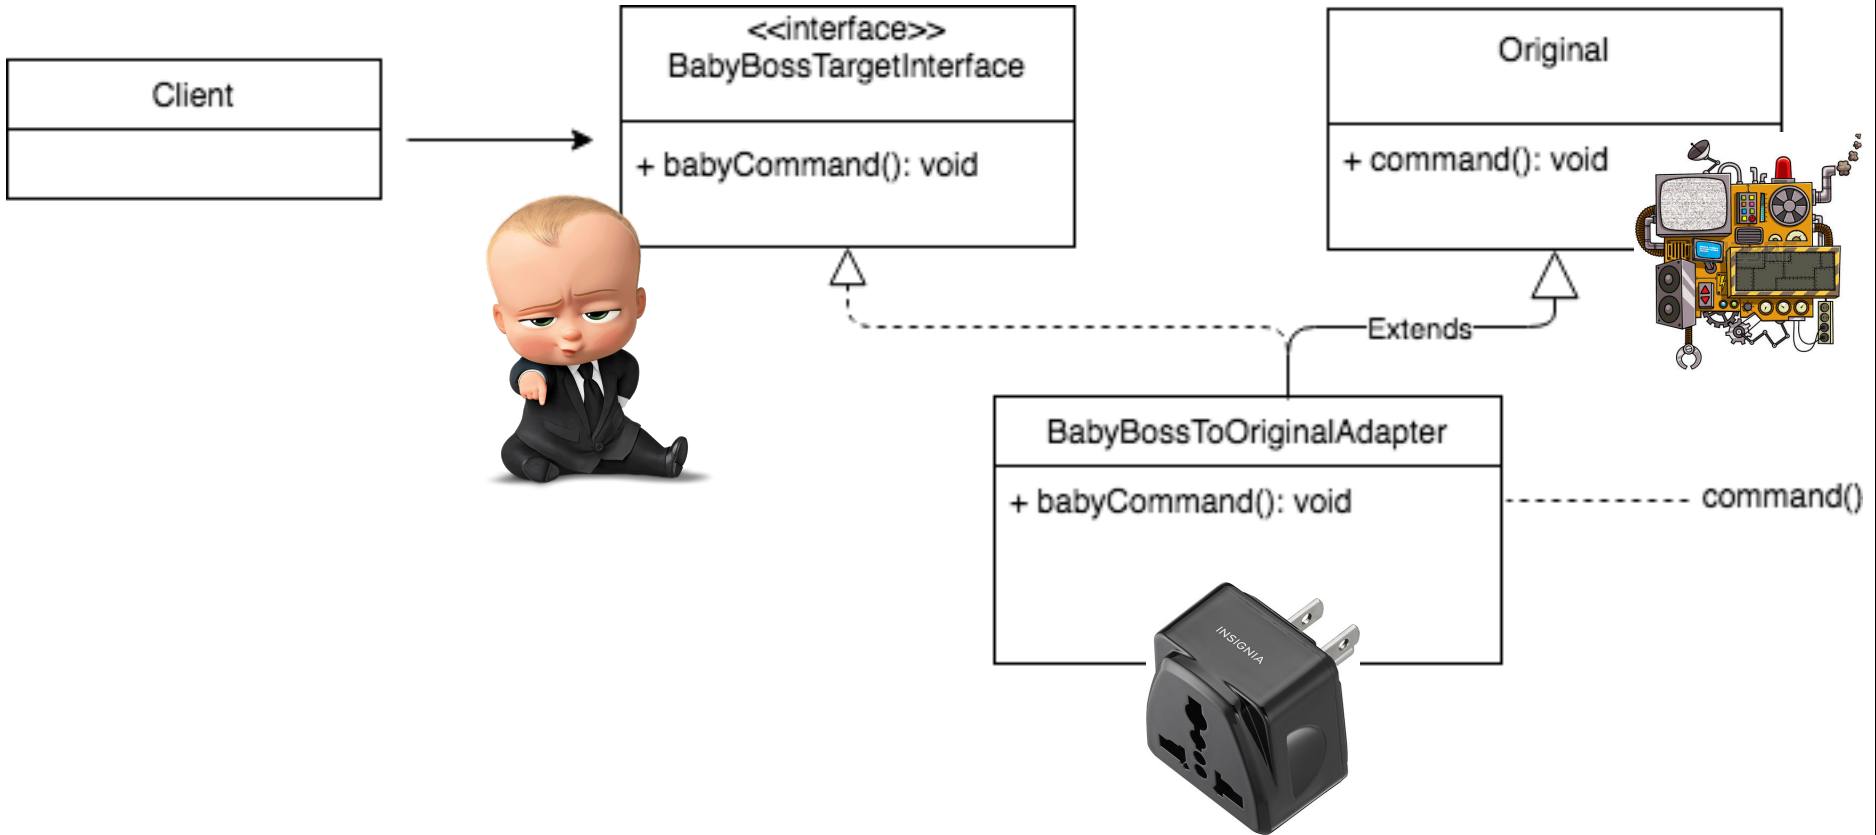 Client
<<interface>>
BabyBossTargetInterface
+ babyCommand(): void
Original
+ command(): void
Extends
BabyBossToOriginalAdapter
+ babyCommand(): void
command()
INSIGNIA